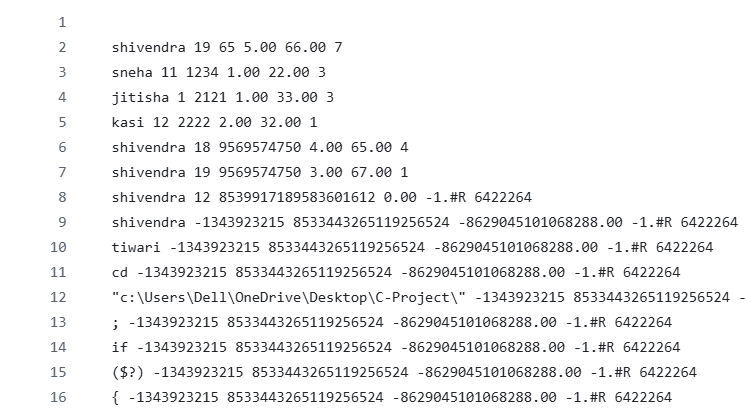 1
2 shivendra 19 65 5.00 66.00 7
3 sneha 11 1234 1.00 22.00 3
4 jitisha 1 2121 1.00 33.00 3
5 kasi 12 2222 2.00 32.00 1
6 shivendra 18 9569574750 4.00 65.00 4
7 shivendra 19 9569574750 3.00 67.00 1
8 shivendra 12 8539917189583601612 0.00 -1.#R 6422264
9 shivendra -1343923215 8533443265119256524 -8629045101068288.00 -1.#R 6422264
10 tiwari -1343923215 8533443265119256524 -8629045101068288.00 -1.#R 6422264
11 cd -1343923215 8533443265119256524 -8629045101068288.00 -1.#R 6422264
12 "c:\Users\Dell\OneDrive\Desktop\C-Project\" -1343923215 8533443265119256524 -
13 ; -1343923215 8533443265119256524 -8629045101068288.00 -1.#R 6422264
14 if -1343923215 8533443265119256524 -8629045101068288.00 -1.#R 6422264
15 ($?) -1343923215 8533443265119256524 -8629045101068288.00 -1.#R 6422264
16 { -1343923215 8533443265119256524 -8629045101068288.00 -1.#R 6422264